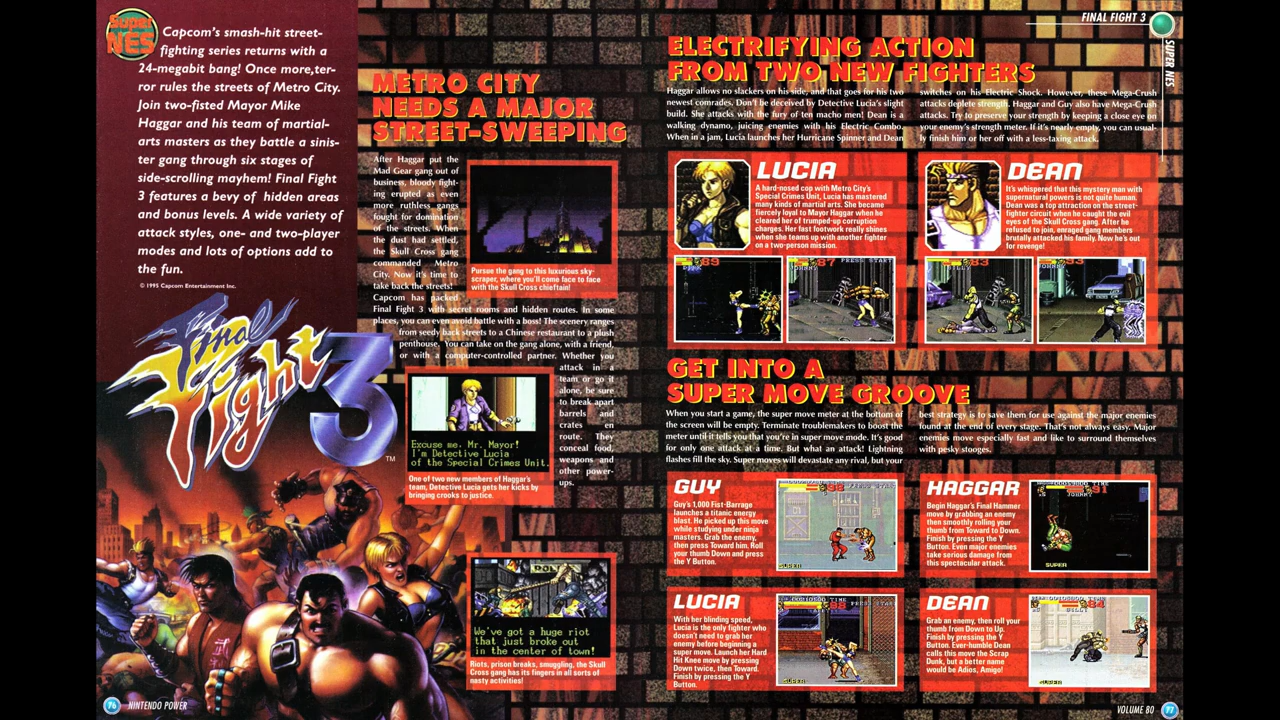 Super
NES
Capcom's smash-hit street-
fighting series returns with a
24-megabit bang! Once more,ter-
ror rules the streets of Metro City.
Join two-fisted Mayor Mike
Haggar and his team of martial-
arts masters as they battle a sinis-
ter gang through six stages of
side-scrolling mayhem! Final Fight
3 features a bevy of hidden areas
and bonus levels. A wide variety of
attack styles, one- and two-player
modes and lots of options add to
the fun.
© 1995 Capcom Entertainment Inc.
Final
Fight 3
TM
76 NINTENDO POWER
METRO CITY
NEEDS A MAJOR
STREET-SWEEPING
After Haggar put the
Mad Gear gang out of
business, bloody fight-
ing erupted as even
more ruthless gangs
fought for domination
of the streets. When
the dust had settled,
the Skull Cross gang
commanded Metro
City. Now it's time to
take back the streets!
Capcom has packed
Final Fight 3 with secret rooms and hidden routes. In some
places, you can even avoid battle with a boss! The scenery ranges
from seedy back streets to a Chinese restaurant to a plush
penthouse. You can take on the gang alone, with a friend,
or with a computer-controlled partner. Whether you
attack in a
team or go it
alone, be sure
to break apart
barrels and
crates en
route. They
conceal food,
weapons and
other power-
ups.
Pursue the gang to this luxurious sky-
scraper, where you'll come face to face
with the Skull Cross chieftain!
Excuse me, Mr. Mayor!
I'm Detective Lucia
of the Special Crimes Unit.
One of two new members of Haggar's
team, Detective Lucia gets her kicks by
bringing crooks to justice.
We've got a huge riot
that just broke out
in the center of town!
Riots, prison breaks, smuggling, the Skull
Cross gang has its fingers in all sorts of
nasty activities!
FINAL FIGHT 3
SUPER NES
ELECTRIFYING ACTION
FROM TWO NEW FIGHTERS
Haggar allows no slackers on his side, and that goes for his two
newest comrades. Don't be deceived by Detective Lucia's slight
build. She attacks with the fury of ten macho men! Dean is a
walking dynamo, juicing enemies with his Electric Combo.
When in a jam, Lucia launches her Hurricane Spinner and Dean
switches on his Electric Shock. However, these Mega-Crush
attacks deplete strength. Haggar and Guy also have Mega-Crush
attacks. Try to preserve your strength by keeping a close eye on
your enemy's strength meter. If it's nearly empty, you can usual-
ly finish him or her off with a less-taxing attack.
LUCIA
A hard-nosed cop with Metro City's
Special Crimes Unit, Lucia has mastered
many kinds of martial arts. She became
fiercely loyal to Mayor Haggar when he
cleared her of trumped-up corruption
charges. Her fast footwork really shines
when she teams up with another fighter
on a two-person mission.
89
JOHNNY
87
PRESS START
DEAN
It's whispered that this mystery man with
supernatural powers is not quite human.
Dean was a top attraction on the street-
fighter circuit when he caught the evil
eyes of the Skull Cross gang. After he
refused to join, enraged gang members
brutally attacked his family. Now he's out
for revenge!
BILLY
83
JOHNNY
93
GET INTO A
SUPER MOVE GROOVE
When you start a game, the super move meter at the bottom of
the screen will be empty. Terminate troublemakers to boost the
meter until it tells you that you're in super move mode. It's good
for only one attack at a time. But what an attack! Lightning
flashes fill the sky. Super moves will devastate any rival, but your
best strategy is to save them for use against the major enemies
found at the end of every stage. That's not always easy. Major
enemies move especially fast and like to surround themselves
with pesky stooges.
GUY
Guy's 1,000 Fist-Barrage
launches a titanic energy
blast. He picked up this move
while studying under ninja
masters. Grab the enemy,
then press Toward him. Roll
your thumb Down and press
the Y Button.
98
SUPER
HAGGAR
Begin Haggar's Final Hammer
move by grabbing an enemy
then smoothly rolling your
thumb from Toward to Down.
Finish by pressing the Y
Button. Even major enemies
take serious damage from
this spectacular attack.
JOHNNY
91
SUPER
LUCIA
With her blinding speed,
Lucia is the only fighter who
doesn't need to grab her
enemy before beginning a
super move. Launch her Hard
Hit Knee move by pressing
Down twice, then Toward.
Finish by pressing the Y
Button.
TIME
88
PRESS START
SUPER
DEAN
Grab an enemy, then roll your
thumb from Down to Up.
Finish by pressing the Y
Button. Ever-humble Dean
calls this move the Scrap
Dunk, but a better name
would be Adios, Amigo!
TIME
BILLY
84
SUPER
VOLUME 80 77